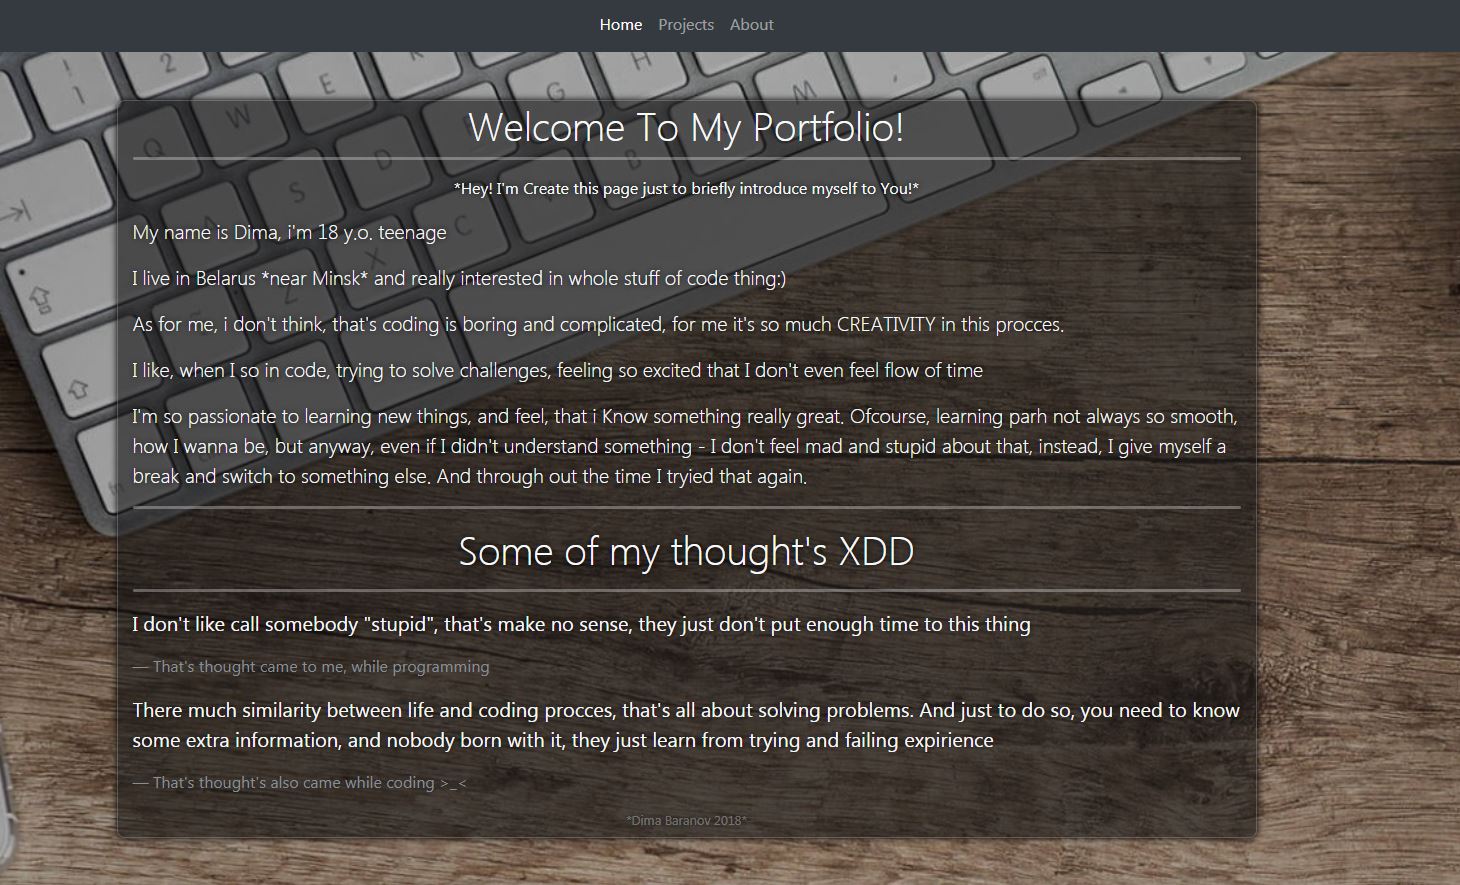 Home Projects About
Welcome To My Portfolio!
*Hey! I'm Create this page just to briefly introduce myself to You!*
My name is Dima, i'm 18 y.o. teenage
I live in Belarus *near Minsk* and really interested in whole stuff of code thing:)
As for me, i don't think, that's coding is boring and complicated, for me it's so much CREATIVITY in this procces.
I like, when I so in code, trying to solve challenges, feeling so excited that I don't even feel flow of time
I'm so passionate to learning new things, and feel, that i Know something really great. Ofcourse, learning parh not always so smooth,
how I wanna be, but anyway, even if I didn't understand something - I don't feel mad and stupid about that, instead, I give myself a
break and switch to something else. And through out the time I tryied that again.
Some of my thought's XDD
I don't like call somebody "stupid", that's make no sense, they just don't put enough time to this thing
— That's thought came to me, while programming
There much similarity between life and coding procces, that's all about solving problems. And just to do so, you need to know
some extra information, and nobody born with it, they just learn from trying and failing expirience
— That's thought's also came while coding >_<
*Dima Baranov 2018*